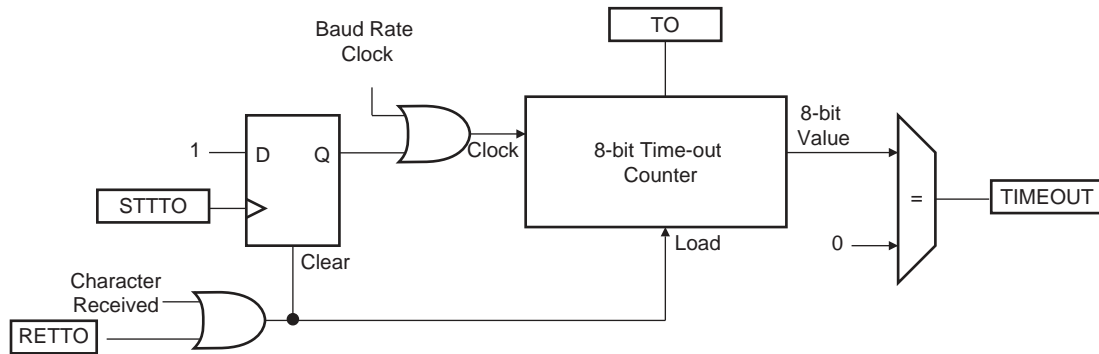 TO
Baud Rate
Clock
8-bit
Value
1
D
Q
Clock
8-bit Time-out
Counter
STTTO
=
TIMEOUT
Clear
Load
0
Character
Received
RETTO